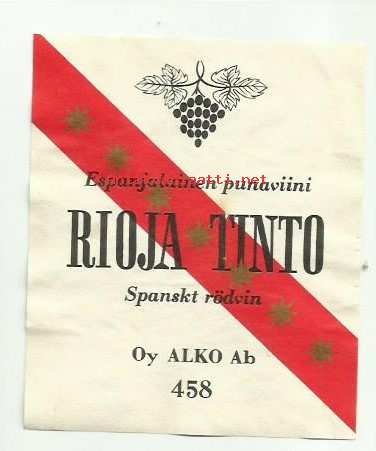 Espanjalainen punaviini
RIOJA TINTO
Spanskt rödvin
Oy ALKO Ab
458